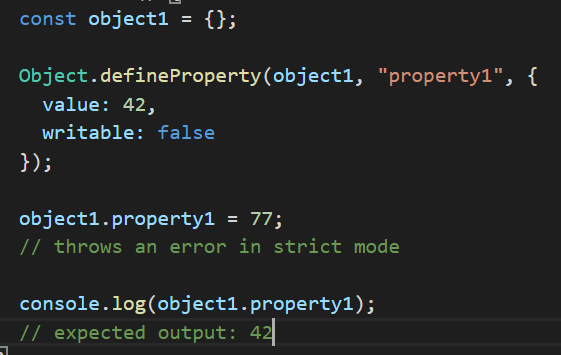 const object1 = {};
Object.defineProperty(object1, "property1", {
  value: 42,
  writable: false
});
object1.property1 = 77;
// throws an error in strict mode
console.log(object1.property1);
// expected output: 42